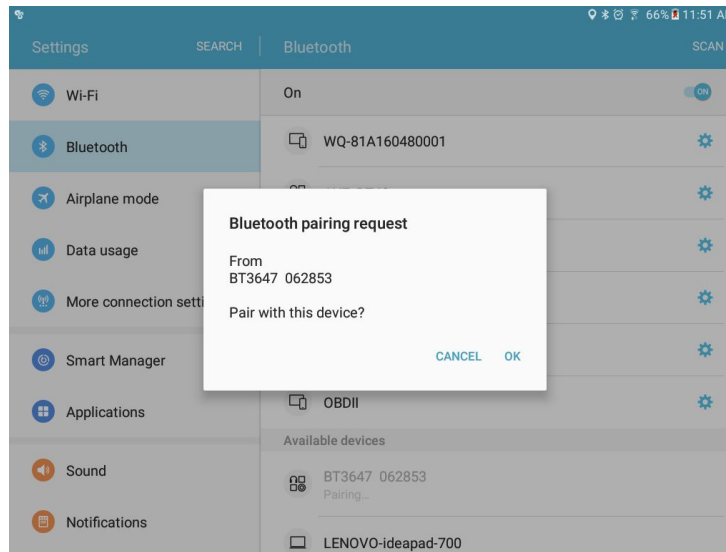 66% 11:51 A
Settings
SEARCH
Bluetooth
SCAN
Wi-Fi
Bluetooth
Airplane mode
Data usage
More connection setti
Smart Manager
Applications
Sound
Notifications
On
ON
WQ-81A160480001
Bluetooth pairing request
From
BT3647 062853
Pair with this device?
CANCEL OK
OBDII
Available devices
BT3647 062853
Pairing...
LENOVO-ideapad-700